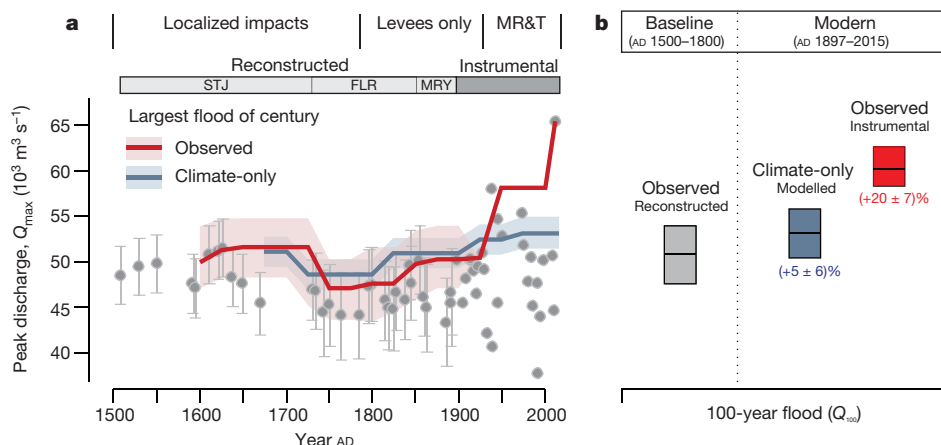 a
Localized impacts Levees only MR&T
Reconstructed Instrumental
STJ FLR MRY
Largest flood of century
Observed
Climate-only
Peak discharge, Qmax (10³ m³ s⁻¹)
65
60
55
50
45
40
1500 1600 1700 1800 1900 2000
Year AD
b
Baseline Modern
(AD 1500–1800) (AD 1897–2015)
Observed
Instrumental
(+20 ± 7)%
Climate-only
Modelled
(+5 ± 6)%
Observed
Reconstructed
100-year flood (Q₁₀₀)